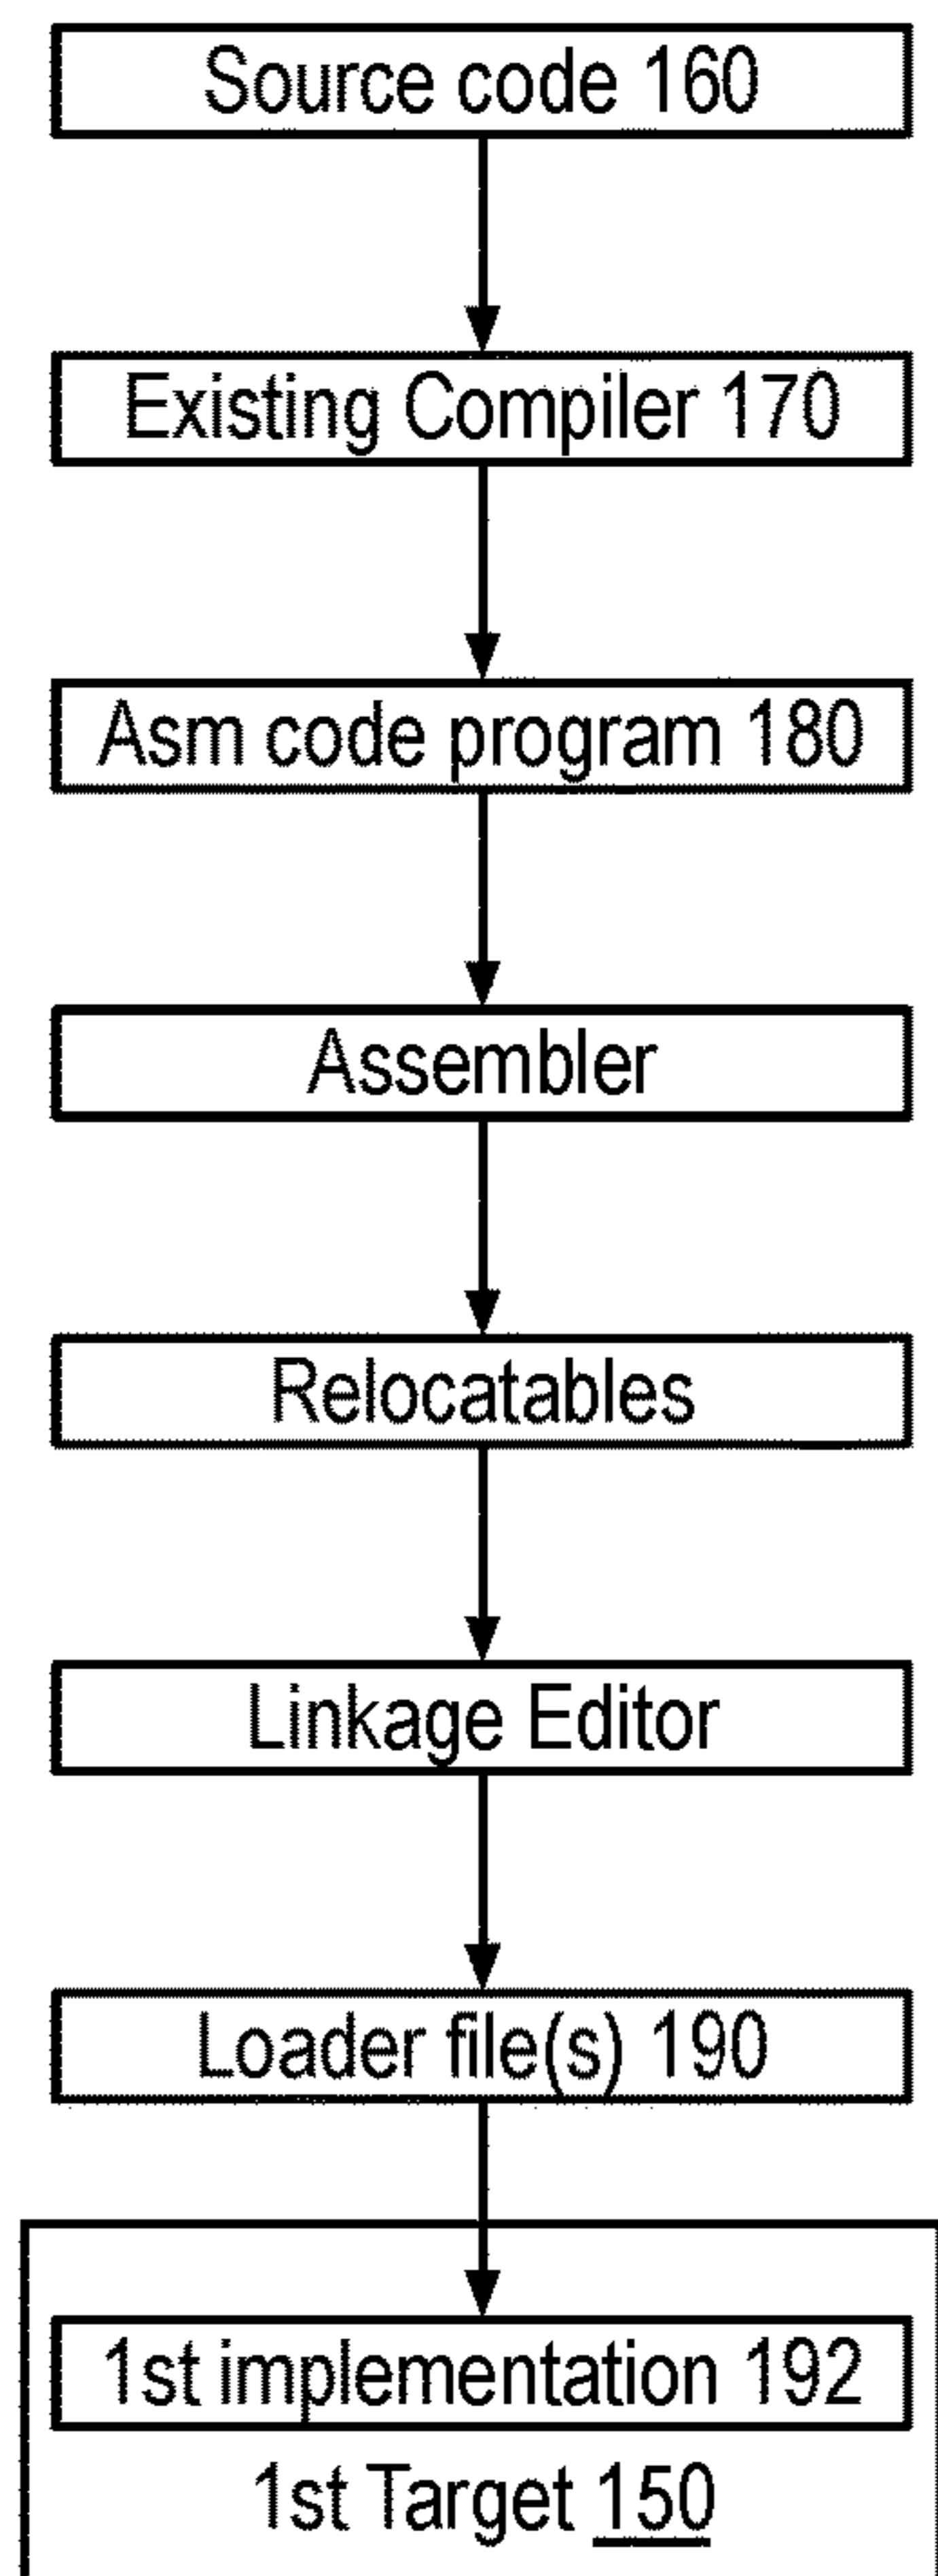 Source code 160
Existing Compiler 170
Asm code program 180
Assembler
Relocatables
Linkage Editor
Loader file(s) 190
1st implementation 192
1st Target 150